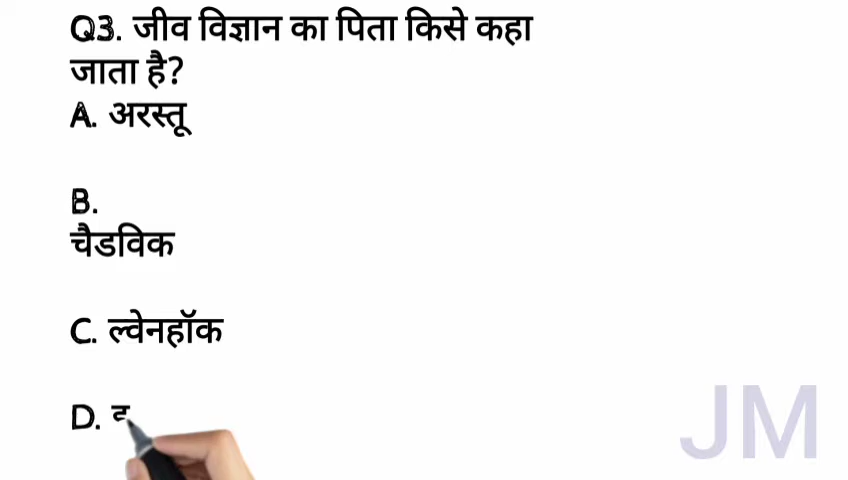 Q3. जीव विज्ञान का पिता किसे कहा
जाता है?
A. अरस्तू
B.
चैडविक
C. ल्वेनहॉक
D.
JM